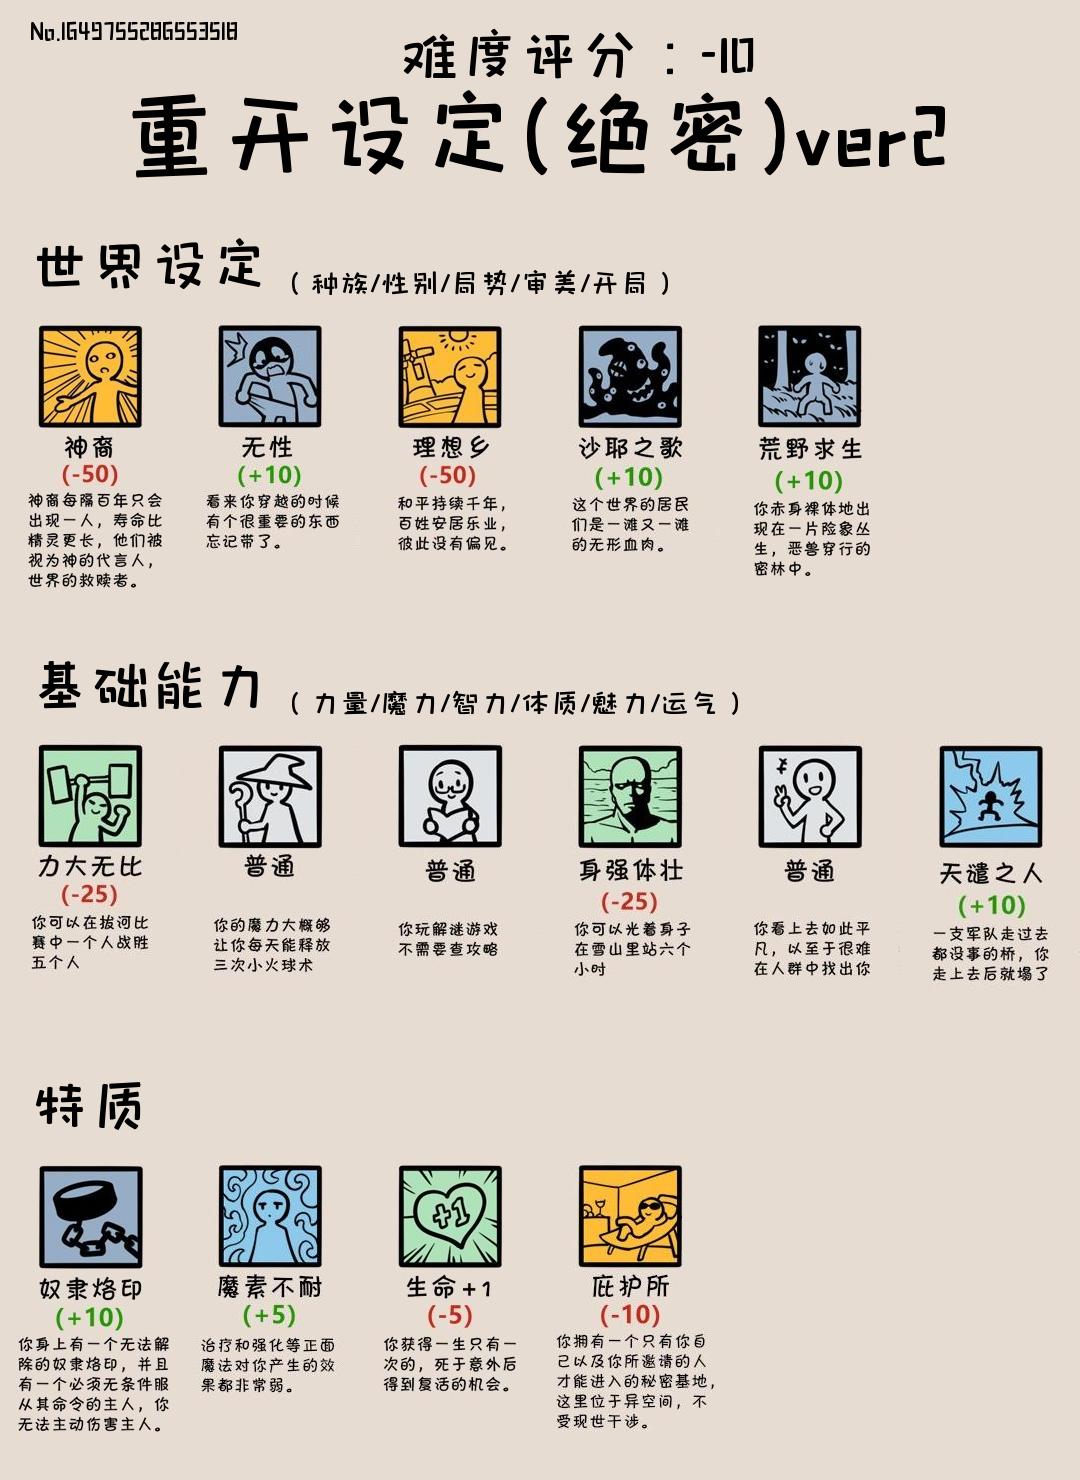 No.1649755286553518
难度评分：-10
重开设定(绝密)ver2
世界设定（种族/性别/局势/审美/开局）
神裔
(-50)
神裔每隔百年只会
出现一人，寿命比
精灵更长，他们被
视为神的代言人，
世界的救赎者。
无性
(+10)
看来你穿越的时候
有个很重要的东西
忘记带了。
理想乡
(-50)
和平持续千年，
百姓安居乐业，
彼此没有偏见。
沙耶之歌
(+10)
这个世界的居民
们是一滩又一滩
的无形血肉。
荒野求生
(+10)
你赤身裸体地出
现在一片险象丛
生，恶兽穿行的
密林中。
基础能力（力量/魔力/智力/体质/魅力/运气）
力大无比
(-25)
你可以在拔河比
赛中一个人战胜
五个人
普通
你的魔力大概够
让你每天能释放
三次小火球术
普通
你玩解谜游戏
不需要查攻略
身强体壮
(-25)
你可以光着身子
在雪山里站六个
小时
普通
你看上去如此平
凡，以至于很难
在人群中找出你
天谴之人
(+10)
一支军队走过去
都没事的桥，你
走上去后就塌了
特质
奴隶烙印
(+10)
你身上有一个无法解
除的奴隶烙印，并且
有一个必须无条件服
从其命令的主人，你
无法主动伤害主人。
魔素不耐
(+5)
治疗和强化等正面
魔法对你产生的效
果都非常弱。
生命+1
+1
(-5)
你获得一生只有一
次的，死于意外后
得到复活的机会。
庇护所
(-10)
你拥有一个只有你自
己以及你所邀请的人
才能进入的秘密基地，
这里位于异空间，不
受现世干涉。